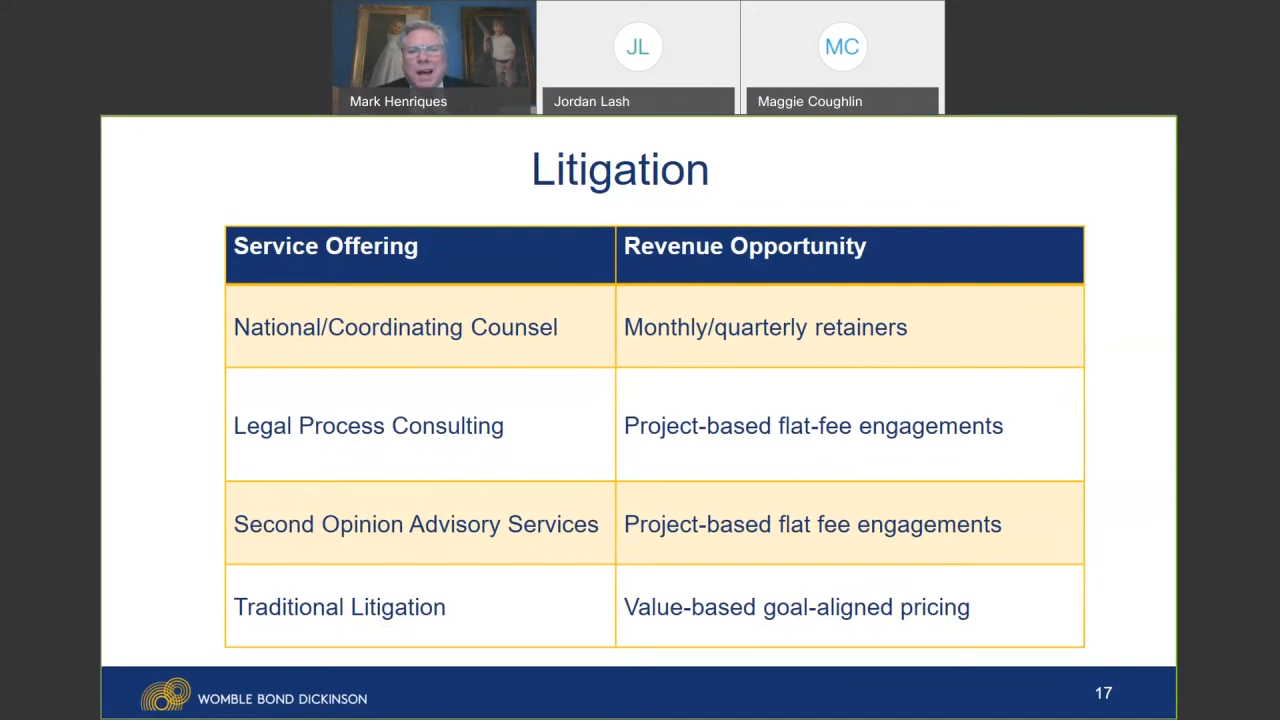 JL
MC
Mark Henriques
Jordan Lash
Maggie Coughlin
Litigation
Service Offering
Revenue Opportunity
National/Coordinating Counsel
Monthly/quarterly retainers
Legal Process Consulting
Project-based flat-fee engagements
Second Opinion Advisory Services
Project-based flat fee engagements
Traditional Litigation
Value-based goal-aligned pricing
WOMBLE BOND DICKINSON
17